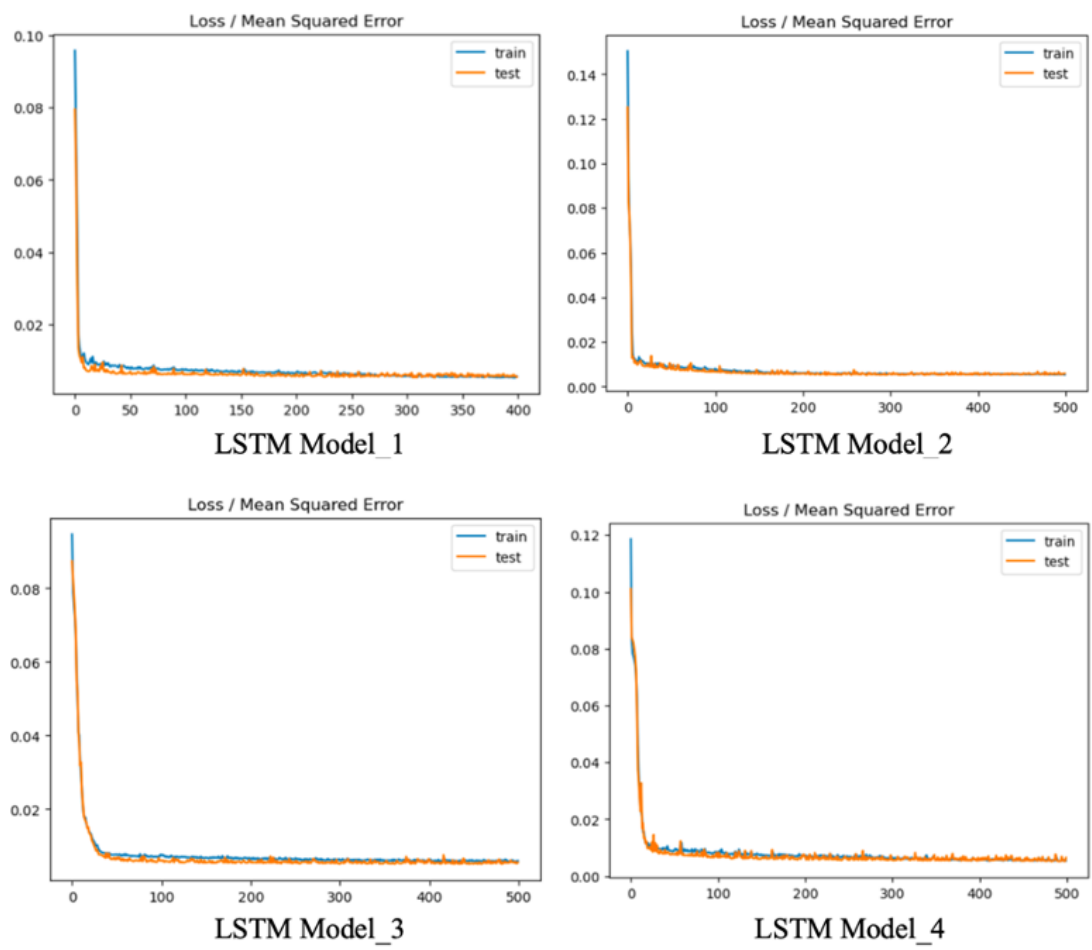 Loss / Mean Squared Error
0.10
0.08
0.06
0.04
0.02
train
test
0 50 100 150 200 250 300 350 400
LSTM Model_1
Loss / Mean Squared Error
0.14
0.12
0.10
0.08
0.06
0.04
0.02
0.00
train
test
0 100 200 300 400 500
LSTM Model_2
Loss / Mean Squared Error
0.08
0.06
0.04
0.02
train
test
0 100 200 300 400 500
LSTM Model_3
Loss / Mean Squared Error
0.12
0.10
0.08
0.06
0.04
0.02
0.00
train
test
0 100 200 300 400 500
LSTM Model_4